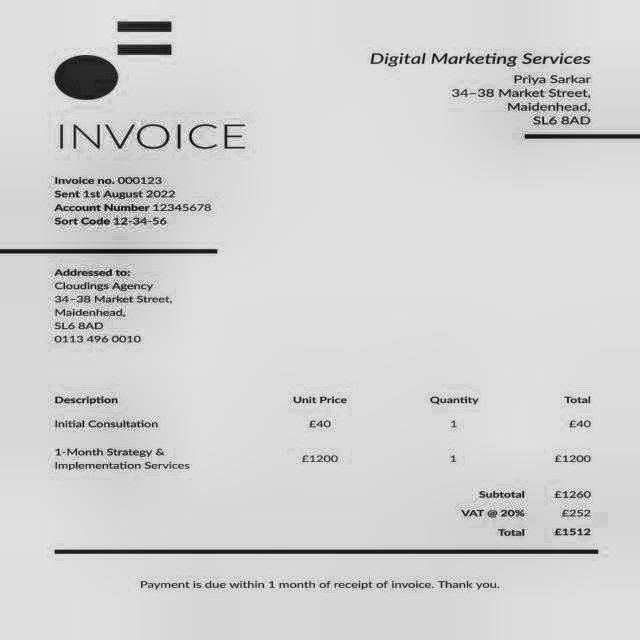 Digital Marketing Services
Priya Sarkar
34–38 Market Street,
Maidenhead,
SL6 8AD
INVOICE
Invoice no. 000123
Sent 1st August 2022
Account Number 12345678
Sort Code 12-34-56
Addressed to:
Cloudings Agency
34–38 Market Street,
Maidenhead,
SL6 8AD
0113 496 0010
Description Unit Price Quantity Total
Initial Consultation £40 1 £40
1-Month Strategy &
Implementation Services £1200 1 £1200
Subtotal £1260
VAT @ 20% £252
Total £1512
Payment is due within 1 month of receipt of invoice. Thank you.